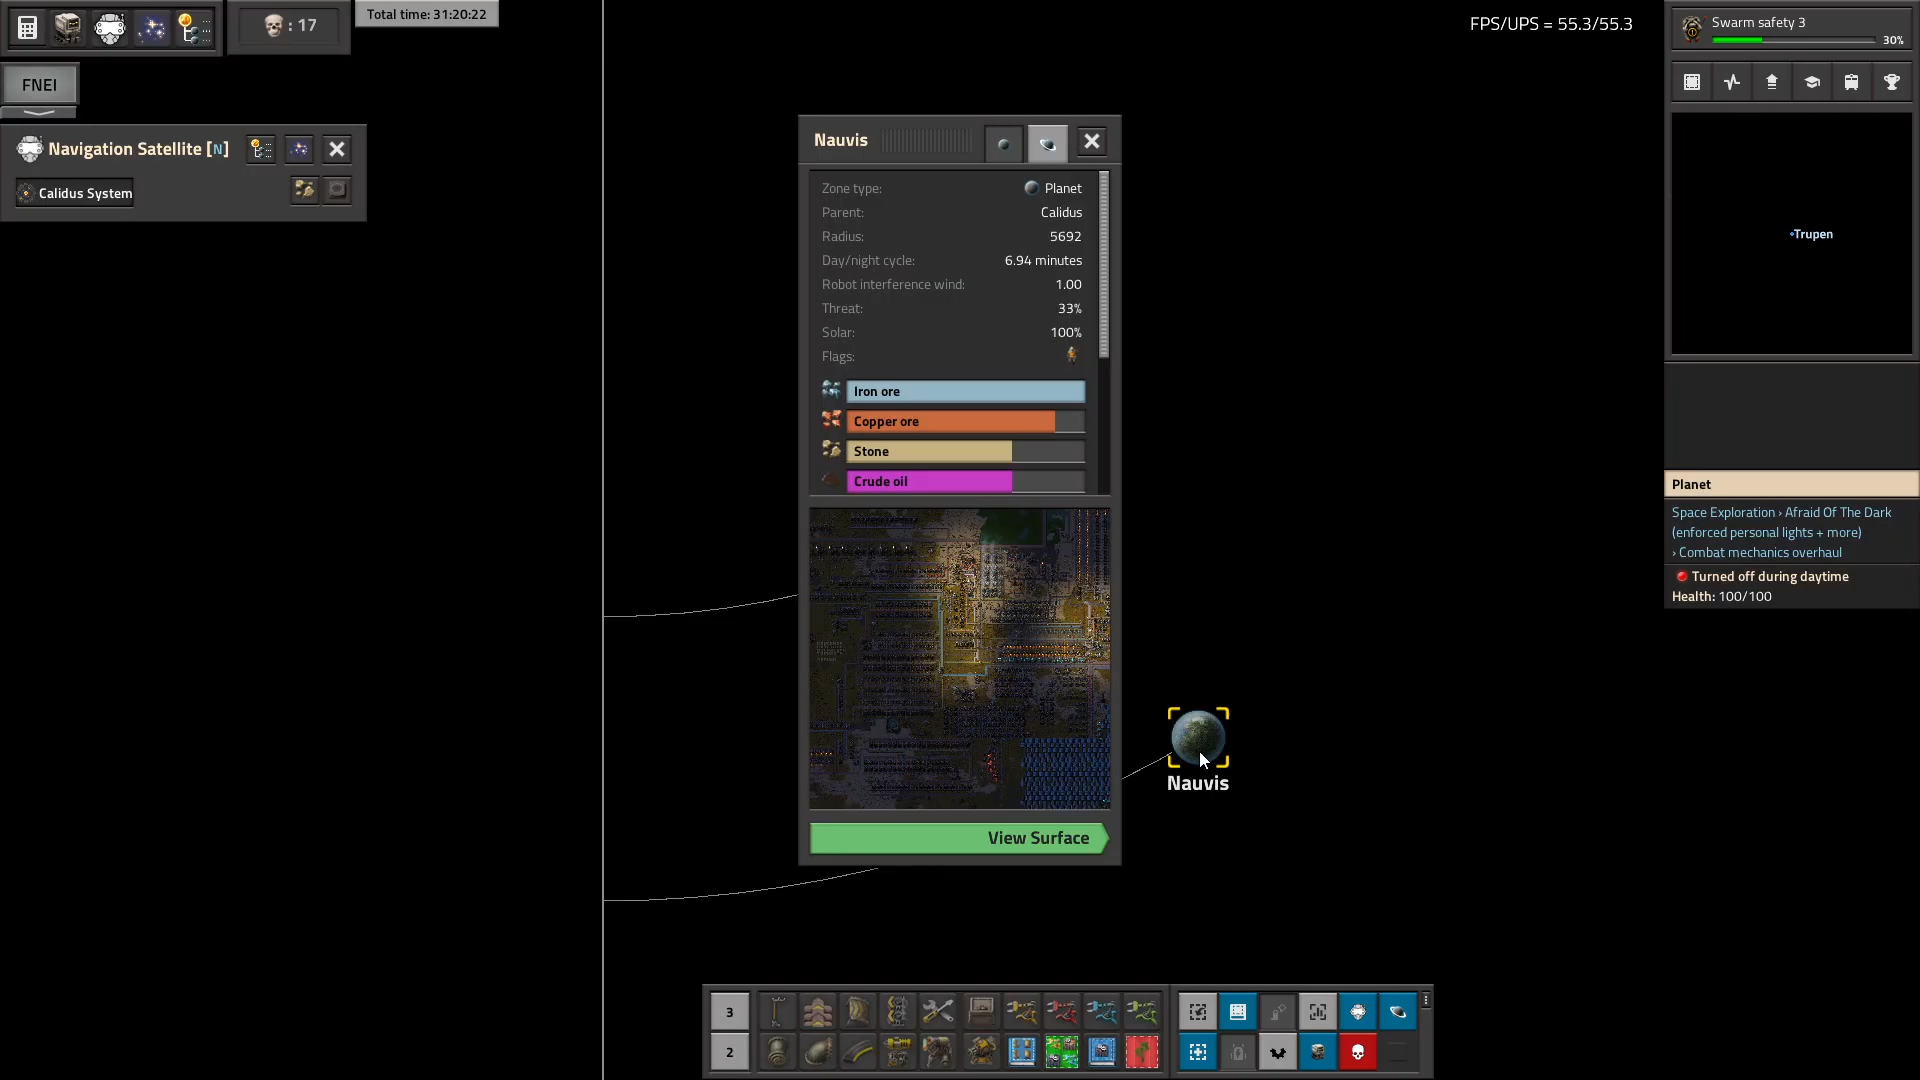 : 17
Total time: 31:20:22
FPS/UPS = 55.3/55.3
Swarm safety 3
30%
FNEI
Navigation Satellite [N]
Calidus System
Nauvis
Zone type: Planet
Parent: Calidus
Radius: 5692
Day/night cycle: 6.94 minutes
Robot interference wind: 1.00
Threat: 33%
Solar: 100%
Flags:
Iron ore
Copper ore
Stone
Crude oil
View Surface
Nauvis
Trupen
Planet
Space Exploration › Afraid Of The Dark
(enforced personal lights + more)
› Combat mechanics overhaul
Turned off during daytime
Health: 100/100
3
2